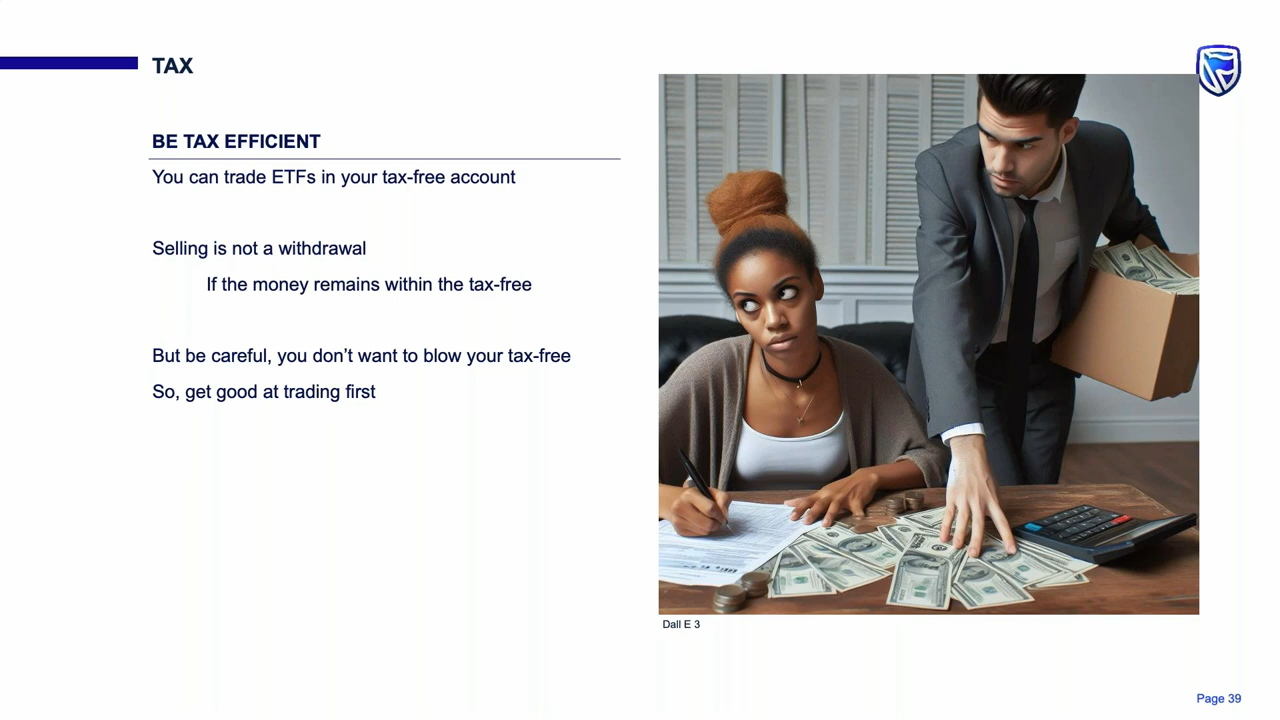 TAX
BE TAX EFFICIENT
You can trade ETFs in your tax-free account
Selling is not a withdrawal
If the money remains within the tax-free
But be careful, you don’t want to blow your tax-free
So, get good at trading first
Dall E 3
Page 39